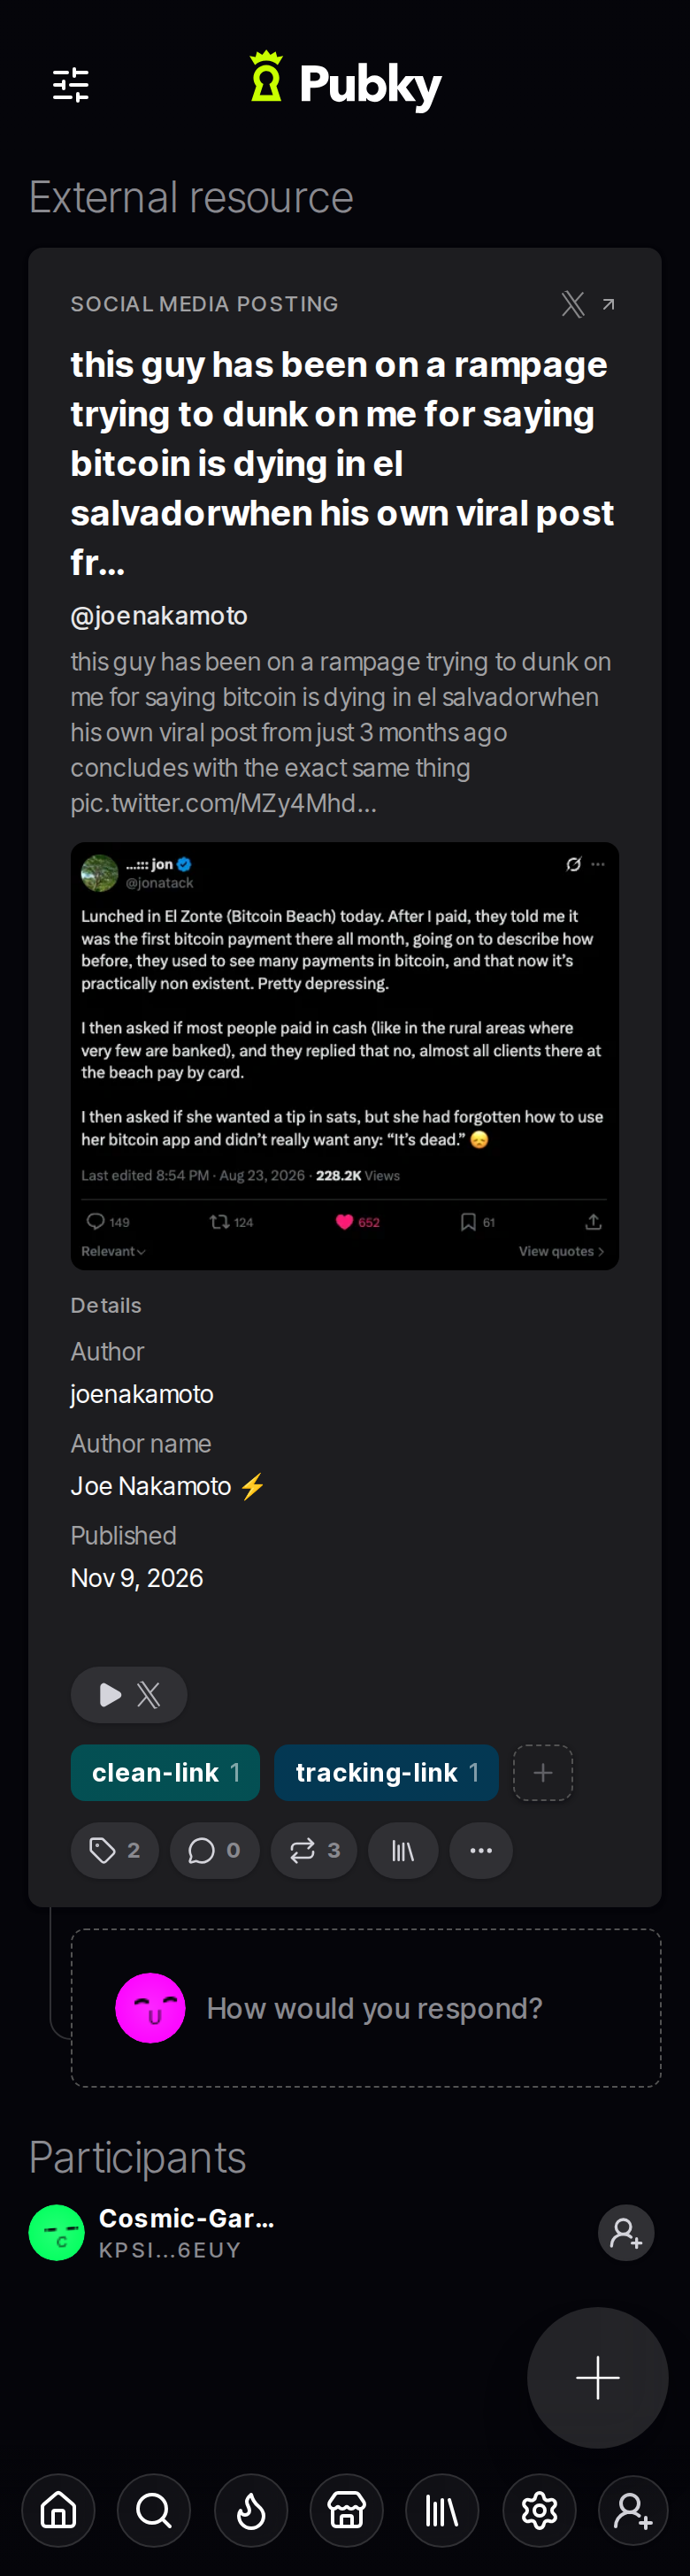 Pubky
External resource
SOCIAL MEDIA POSTING
this guy has been on a rampage
trying to dunk on me for saying
bitcoin is dying in el
salvadorwhen his own viral post
fr...
@joenakamoto
this guy has been on a rampage trying to dunk on
me for saying bitcoin is dying in el salvadorwhen
his own viral post from just 3 months ago
concludes with the exact same thing
pic.twitter.com/MZy4Mhd...
...::: jon
@jonatack
Lunched in El Zonte (Bitcoin Beach) today. After I paid, they told me it
was the first bitcoin payment there all month, going on to describe how
before, they used to see many payments in bitcoin, and that now it's
practically non existent. Pretty depressing.
I then asked if most people paid in cash (like in the rural areas where
very few are banked), and they replied that no, almost all clients there at
the beach pay by card.
I then asked if she wanted a tip in sats, but she had forgotten how to use
her bitcoin app and didn't really want any: "It's dead." 😞
Last edited 8:54 PM · Aug 23, 2026 · 228.2K Views
149 124 652 61
Relevant View quotes
Details
Author
joenakamoto
Author name
Joe Nakamoto ⚡
Published
Nov 9, 2026
clean-link 1 tracking-link 1
2 0 3
How would you respond?
Participants
Cosmic-Gar...
KPSI...6EUY